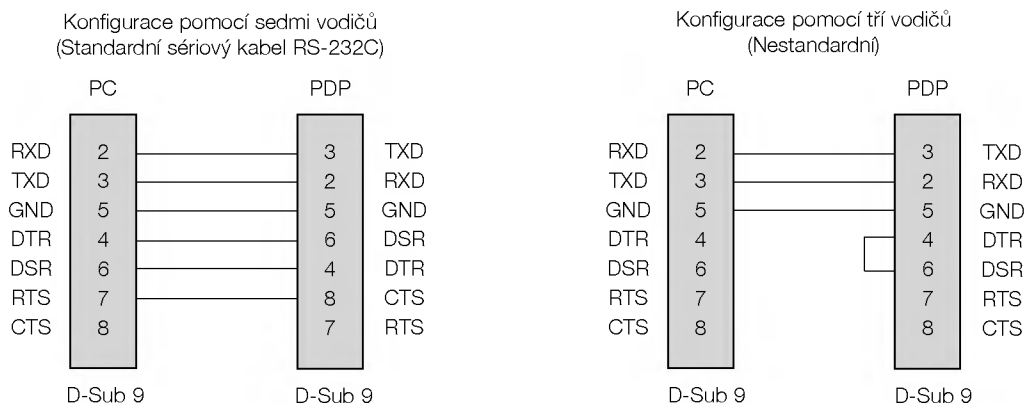 Konfigurace pomocí sedmi vodičů
(Standardní sériový kabel RS-232C)
PC PDP
RXD 2 3 TXD
TXD 3 2 RXD
GND 5 5 GND
DTR 4 6 DSR
DSR 6 4 DTR
RTS 7 8 CTS
CTS 8 7 RTS
D-Sub 9 D-Sub 9
Konfigurace pomocí tří vodičů
(Nestandardní)
PC PDP
RXD 2 3 TXD
TXD 3 2 RXD
GND 5 5 GND
DTR 4 4 DTR
DSR 6 6 DSR
RTS 7 7 RTS
CTS 8 8 CTS
D-Sub 9 D-Sub 9